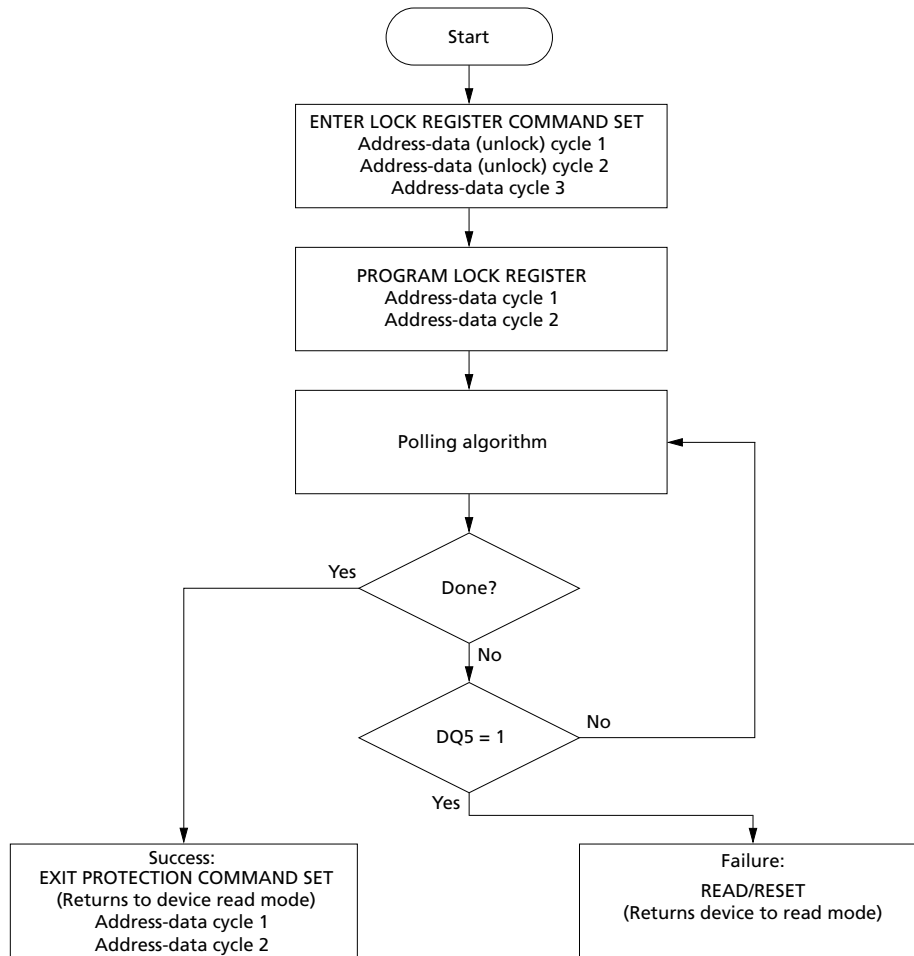 Start
ENTER LOCK REGISTER COMMAND SET
Address-data (unlock) cycle 1
Address-data (unlock) cycle 2
Address-data cycle 3
PROGRAM LOCK REGISTER
Address-data cycle 1
Address-data cycle 2
Polling algorithm
Done?
Yes
No
DQ5 = 1
No
Yes
Success:
EXIT PROTECTION COMMAND SET
(Returns to device read mode)
Address-data cycle 1
Address-data cycle 2
Failure:
READ/RESET
(Returns device to read mode)